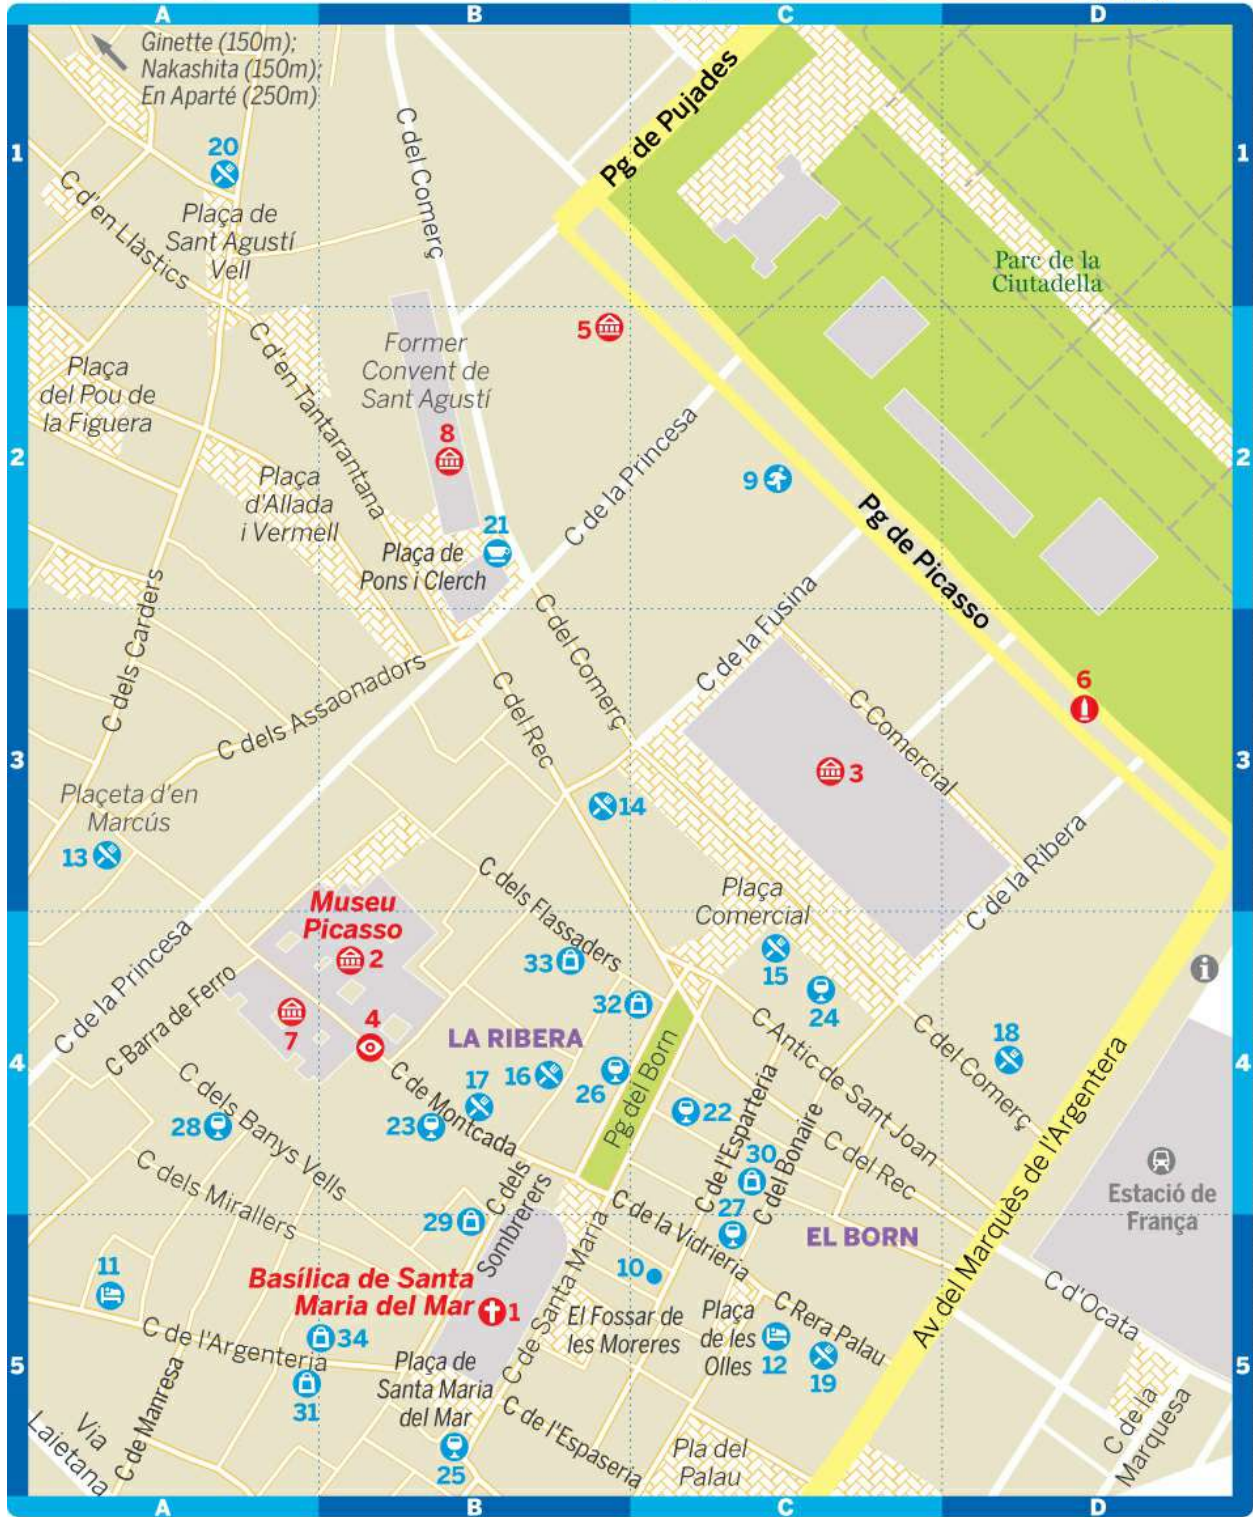 A
B
C
D
Ginette (150m);
Nakashita (150m);
En Aparté (250m)
1
1
20
C del Comerç
Pg de Pujades
C d'en Llàstics
Plaça de
Sant Agustí
Vell
Parc de la
Ciutadella
5
Former
Convent de
Sant Agustí
Plaça
del Pou de
la Figuera
C d'en Tantarantana
8
C de la Princesa
2
2
Plaça
d'Allada
i Vermell
9
Pg de Picasso
21
Plaça de
Pons i Clerch
C dels Carders
C del Comerç
C de la Fusina
C dels Assaonadors
C del Rec
6
C Comercial
3
3
3
Plaçeta d'en
Marcús
14
13
C de la Ribera
C dels Flassaders
Plaça
Comercial
Museu
Picasso
2
33
15
C de la Princesa
C Barra de Ferro
7
4
32
24
LA RIBERA
C Antic de Sant Joan
C del Comerç
18
4
4
C de Montcada
17
16
26
Pg del Born
22
C de l'Esparteria
C del Bonaire
C dels Banys Vells
28
23
C del Rec
Av del Marquès de l'Argentera
C dels Mirallers
30
Estació de
França
C dels
Sombrerers
29
27
C de la Vidrieria
EL BORN
11
Basílica de Santa
Maria del Mar
1
C de Santa Maria
10
El Fossar de
les Moreres
Plaça
de les
Olles
12
C Rera Palau
19
C d'Ocata
C de l'Argenteria
34
5
5
31
Plaça de
Santa Maria
del Mar
C de Manresa
Via
Laietana
25
C de l'Espaseria
Pla del
Palau
C de la
Marquesa
A
B
C
D